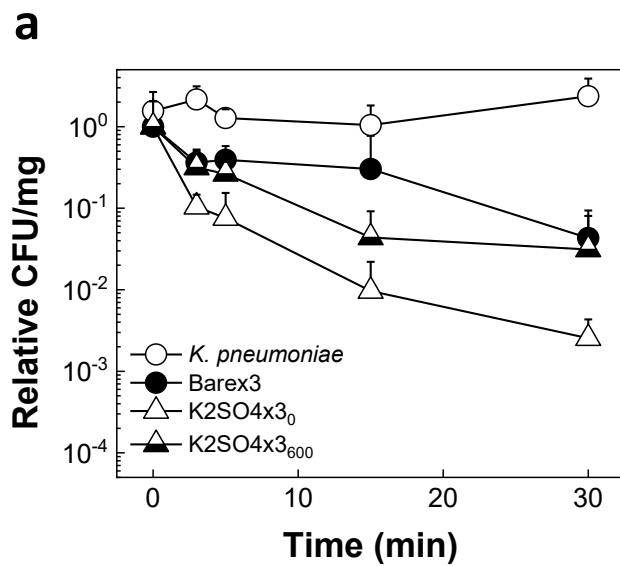 a
Relative CFU/mg
10⁰
10⁻¹
10⁻²
10⁻³
10⁻⁴
K. pneumoniae
Barex3
K2SO4x3₀
K2SO4x3₆₀₀
0 10 20 30
Time (min)